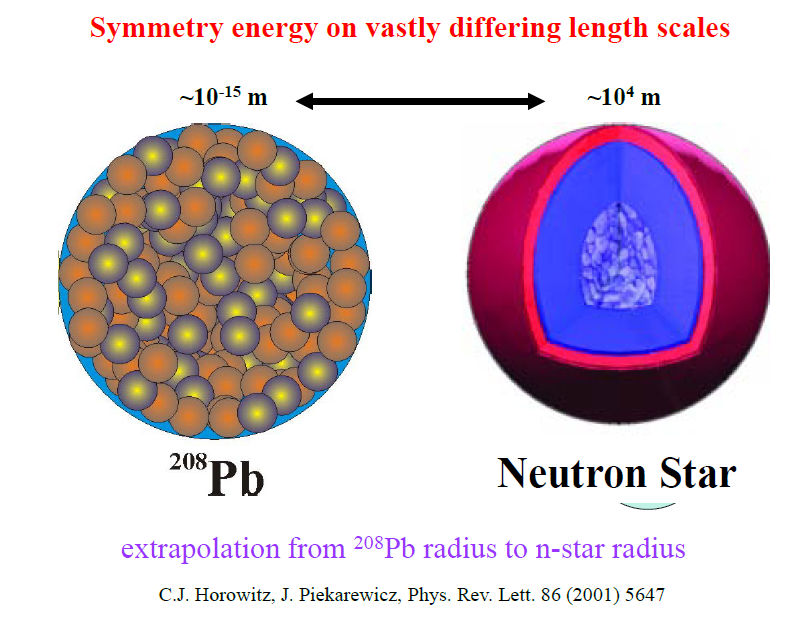 Symmetry energy on vastly differing length scales
~10⁻¹⁵ m
~10⁴ m
²⁰⁸Pb
Neutron Star
extrapolation from ²⁰⁸Pb radius to n-star radius
C.J. Horowitz, J. Piekarewicz, Phys. Rev. Lett. 86 (2001) 5647